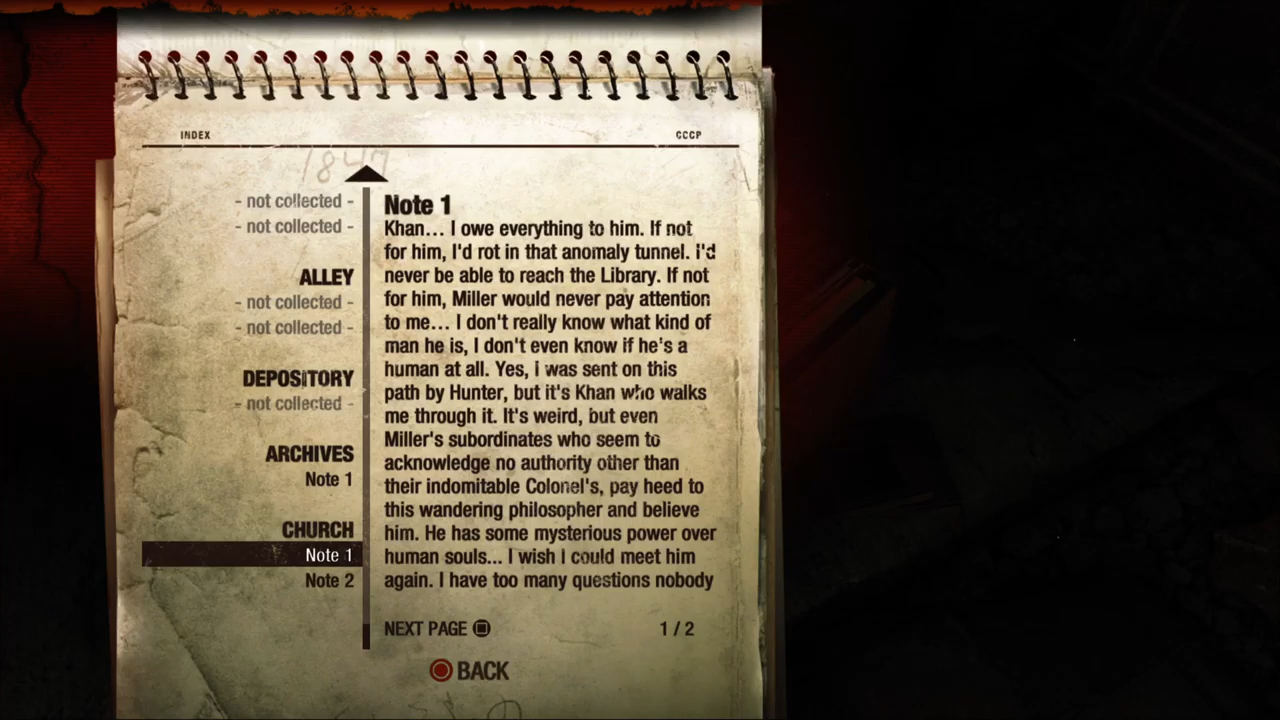 INDEX
CCCP
1847
- not collected -
- not collected -
ALLEY
- not collected -
- not collected -
DEPOSITORY
- not collected -
ARCHIVES
Note 1
CHURCH
Note 1
Note 2
Note 1
Khan... I owe everything to him. If not
for him, I'd rot in that anomaly tunnel. I'd
never be able to reach the Library. If not
for him, Miller would never pay attention
to me... I don't really know what kind of
man he is, I don't even know if he's a
human at all. Yes, I was sent on this
path by Hunter, but it's Khan who walks
me through it. It's weird, but even
Miller's subordinates who seem to
acknowledge no authority other than
their indomitable Colonel's, pay heed to
this wandering philosopher and believe
him. He has some mysterious power over
human souls... I wish I could meet him
again. I have too many questions nobody
NEXT PAGE
1 / 2
BACK